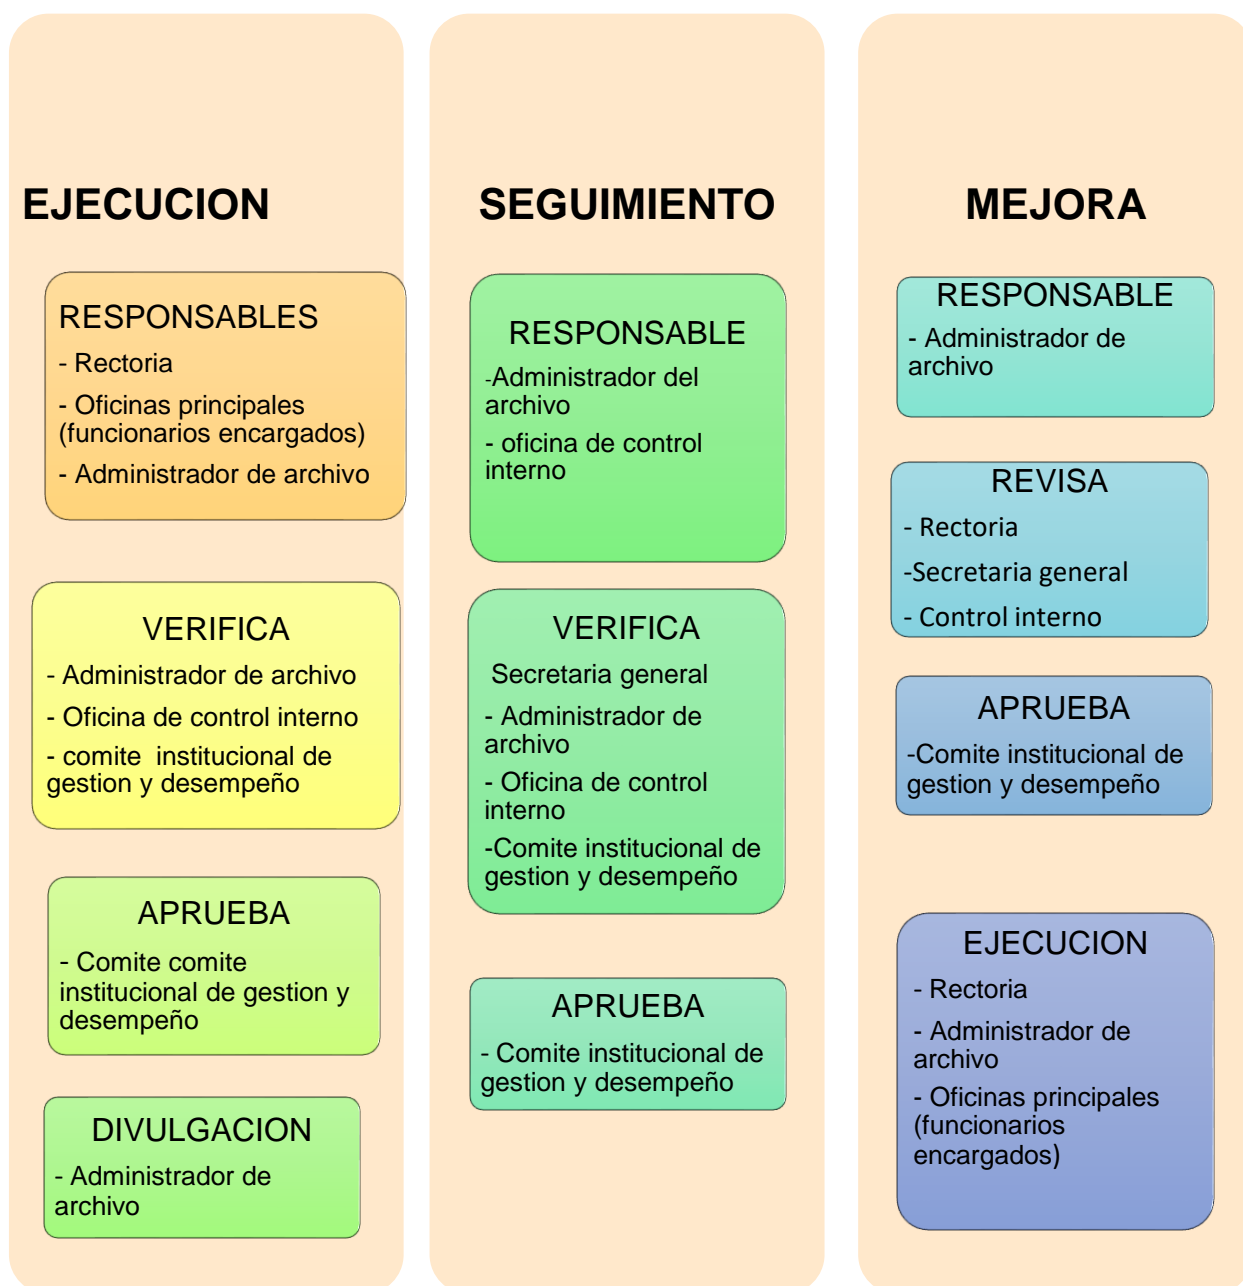 EJECUCION
RESPONSABLES
- Rectoria
- Oficinas principales
(funcionarios encargados)
- Administrador de archivo
VERIFICA
- Administrador de archivo
- Oficina de control interno
- comite  institucional de
gestion y desempeño
APRUEBA
- Comite comite
institucional de gestion y
desempeño
DIVULGACION
- Administrador de
archivo
SEGUIMIENTO
RESPONSABLE
-Administrador del
archivo
- oficina de control
interno
VERIFICA
Secretaria general
- Administrador de
archivo
- Oficina de control
interno
-Comite institucional de
gestion y desempeño
APRUEBA
- Comite institucional de
gestion y desempeño
MEJORA
RESPONSABLE
- Administrador de
archivo
REVISA
- Rectoria
-Secretaria general
- Control interno
APRUEBA
-Comite institucional de
gestion y desempeño
EJECUCION
- Rectoria
- Administrador de
archivo
- Oficinas principales
(funcionarios
encargados)